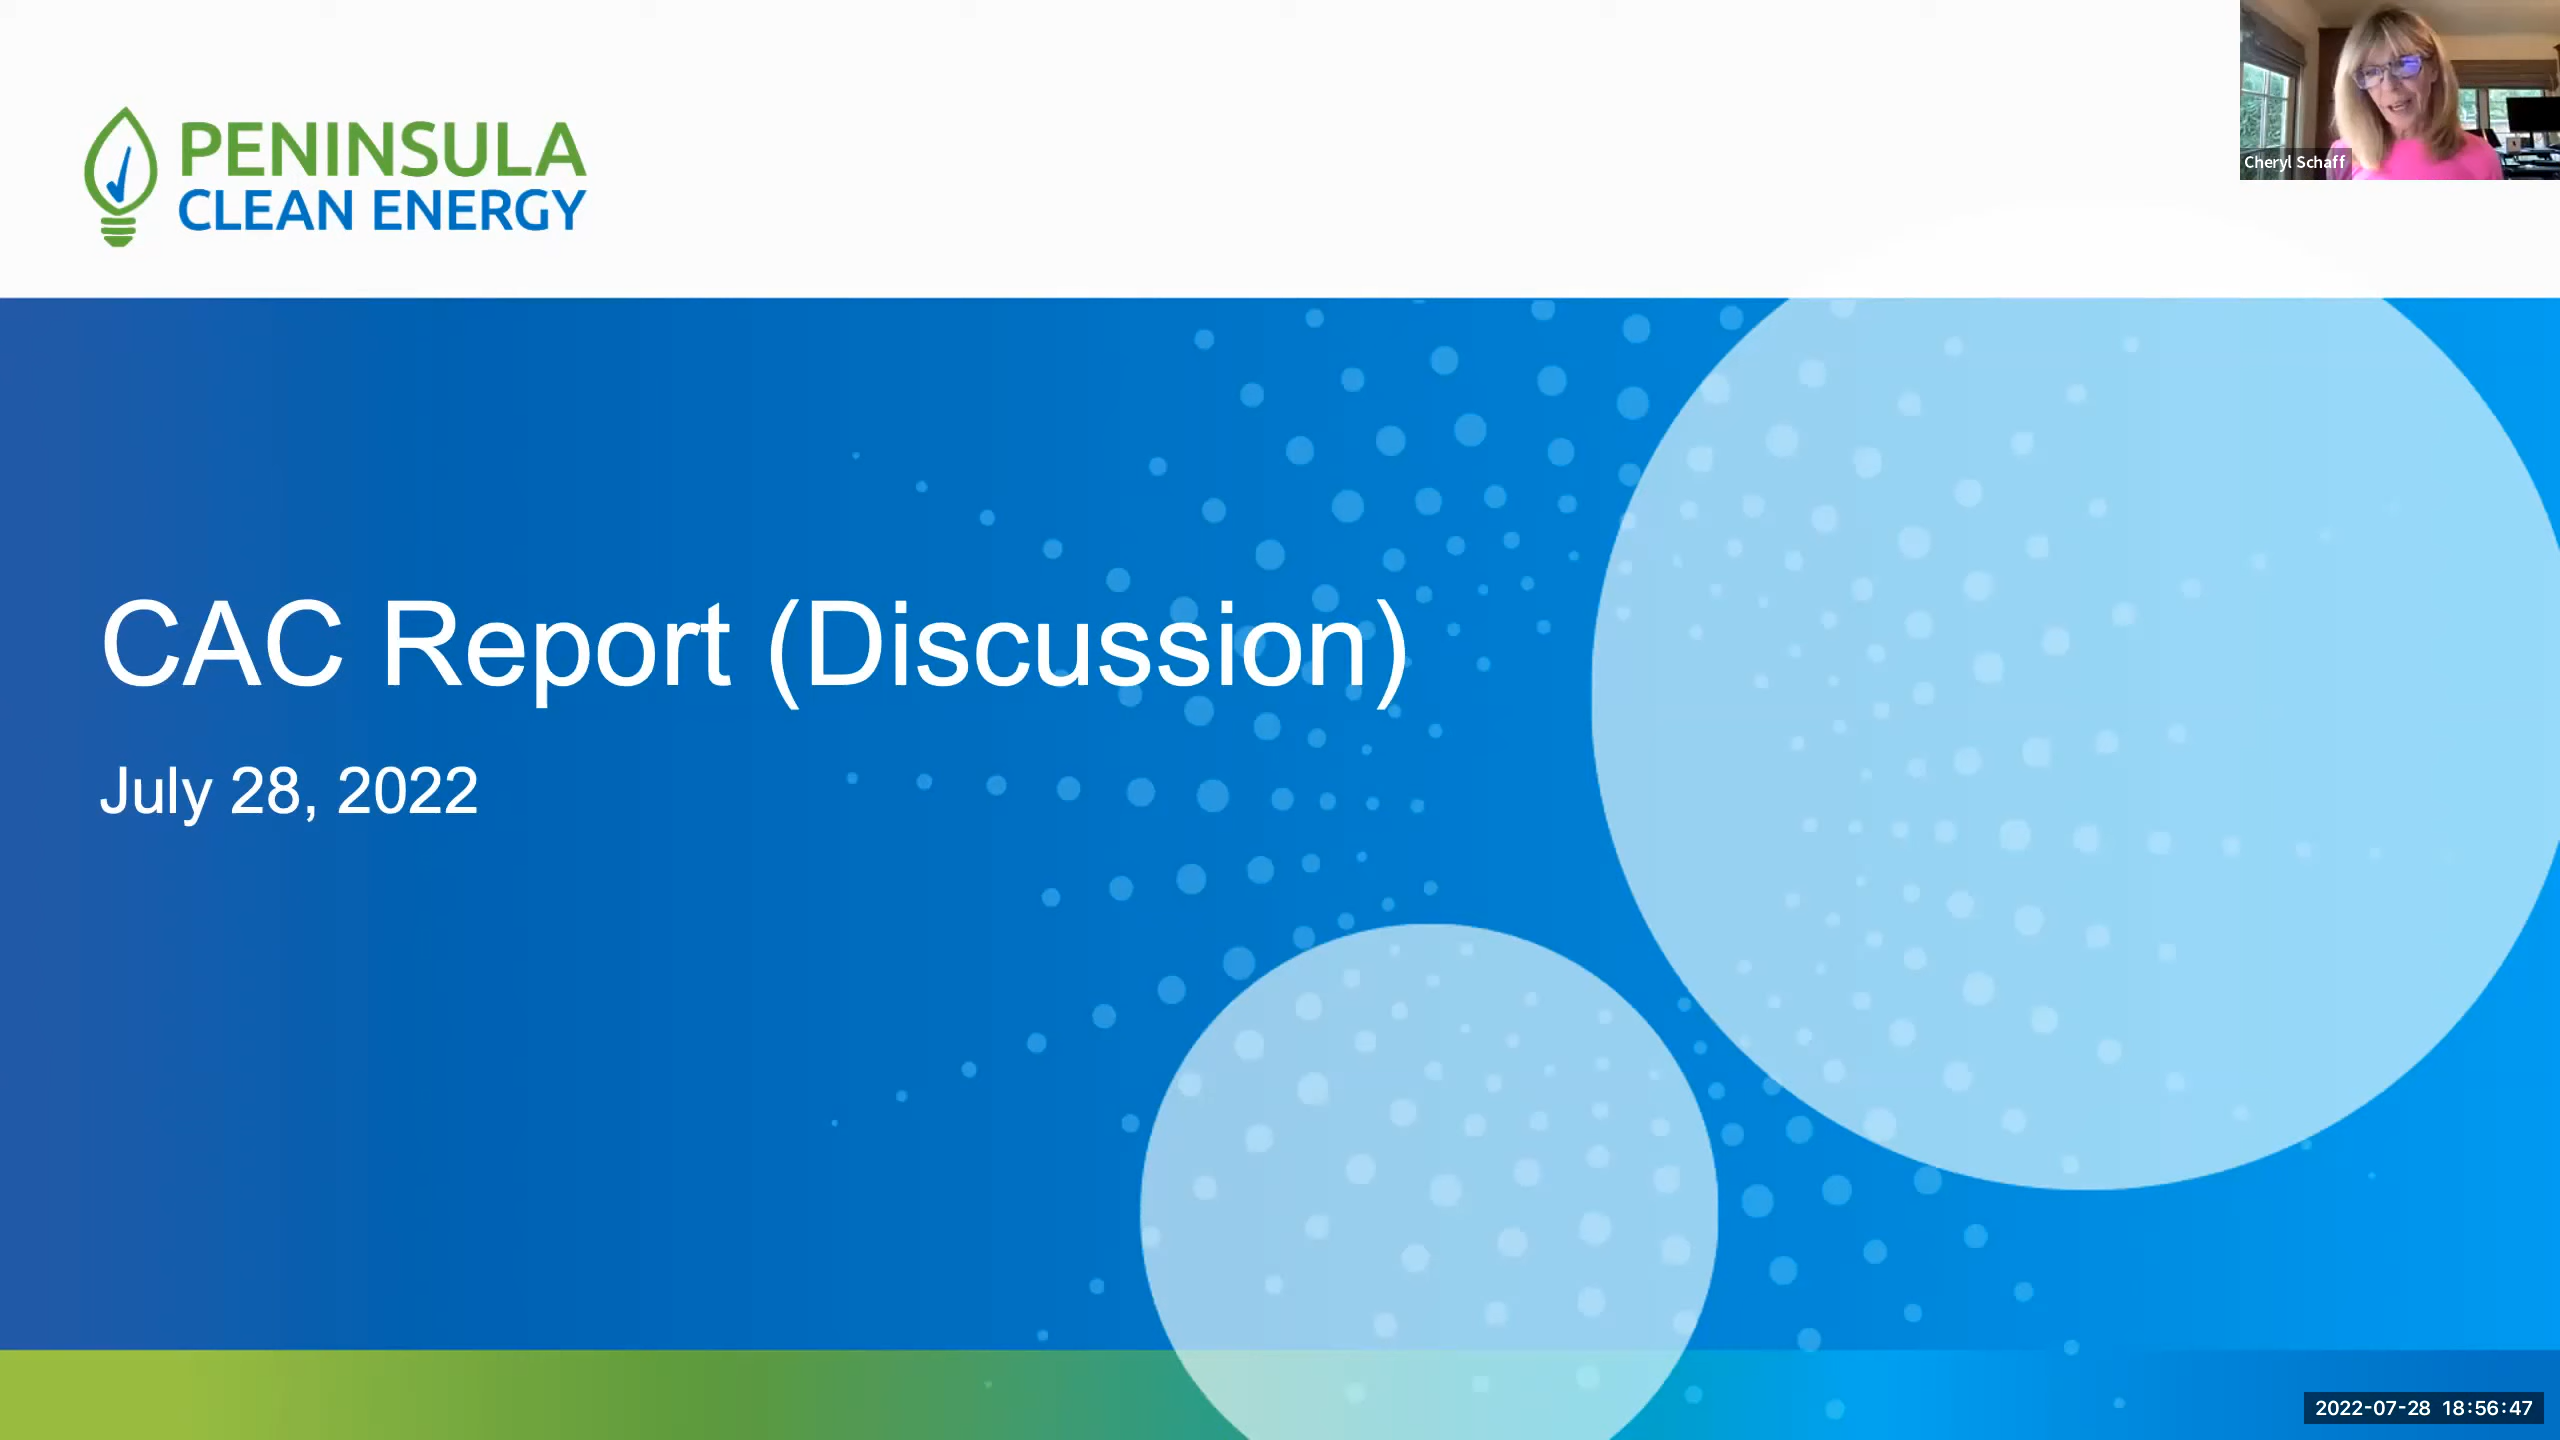 PENINSULA
CLEAN ENERGY
Cheryl Schaff
CAC Report (Discussion)
July 28, 2022
2022-07-28 18:56:47